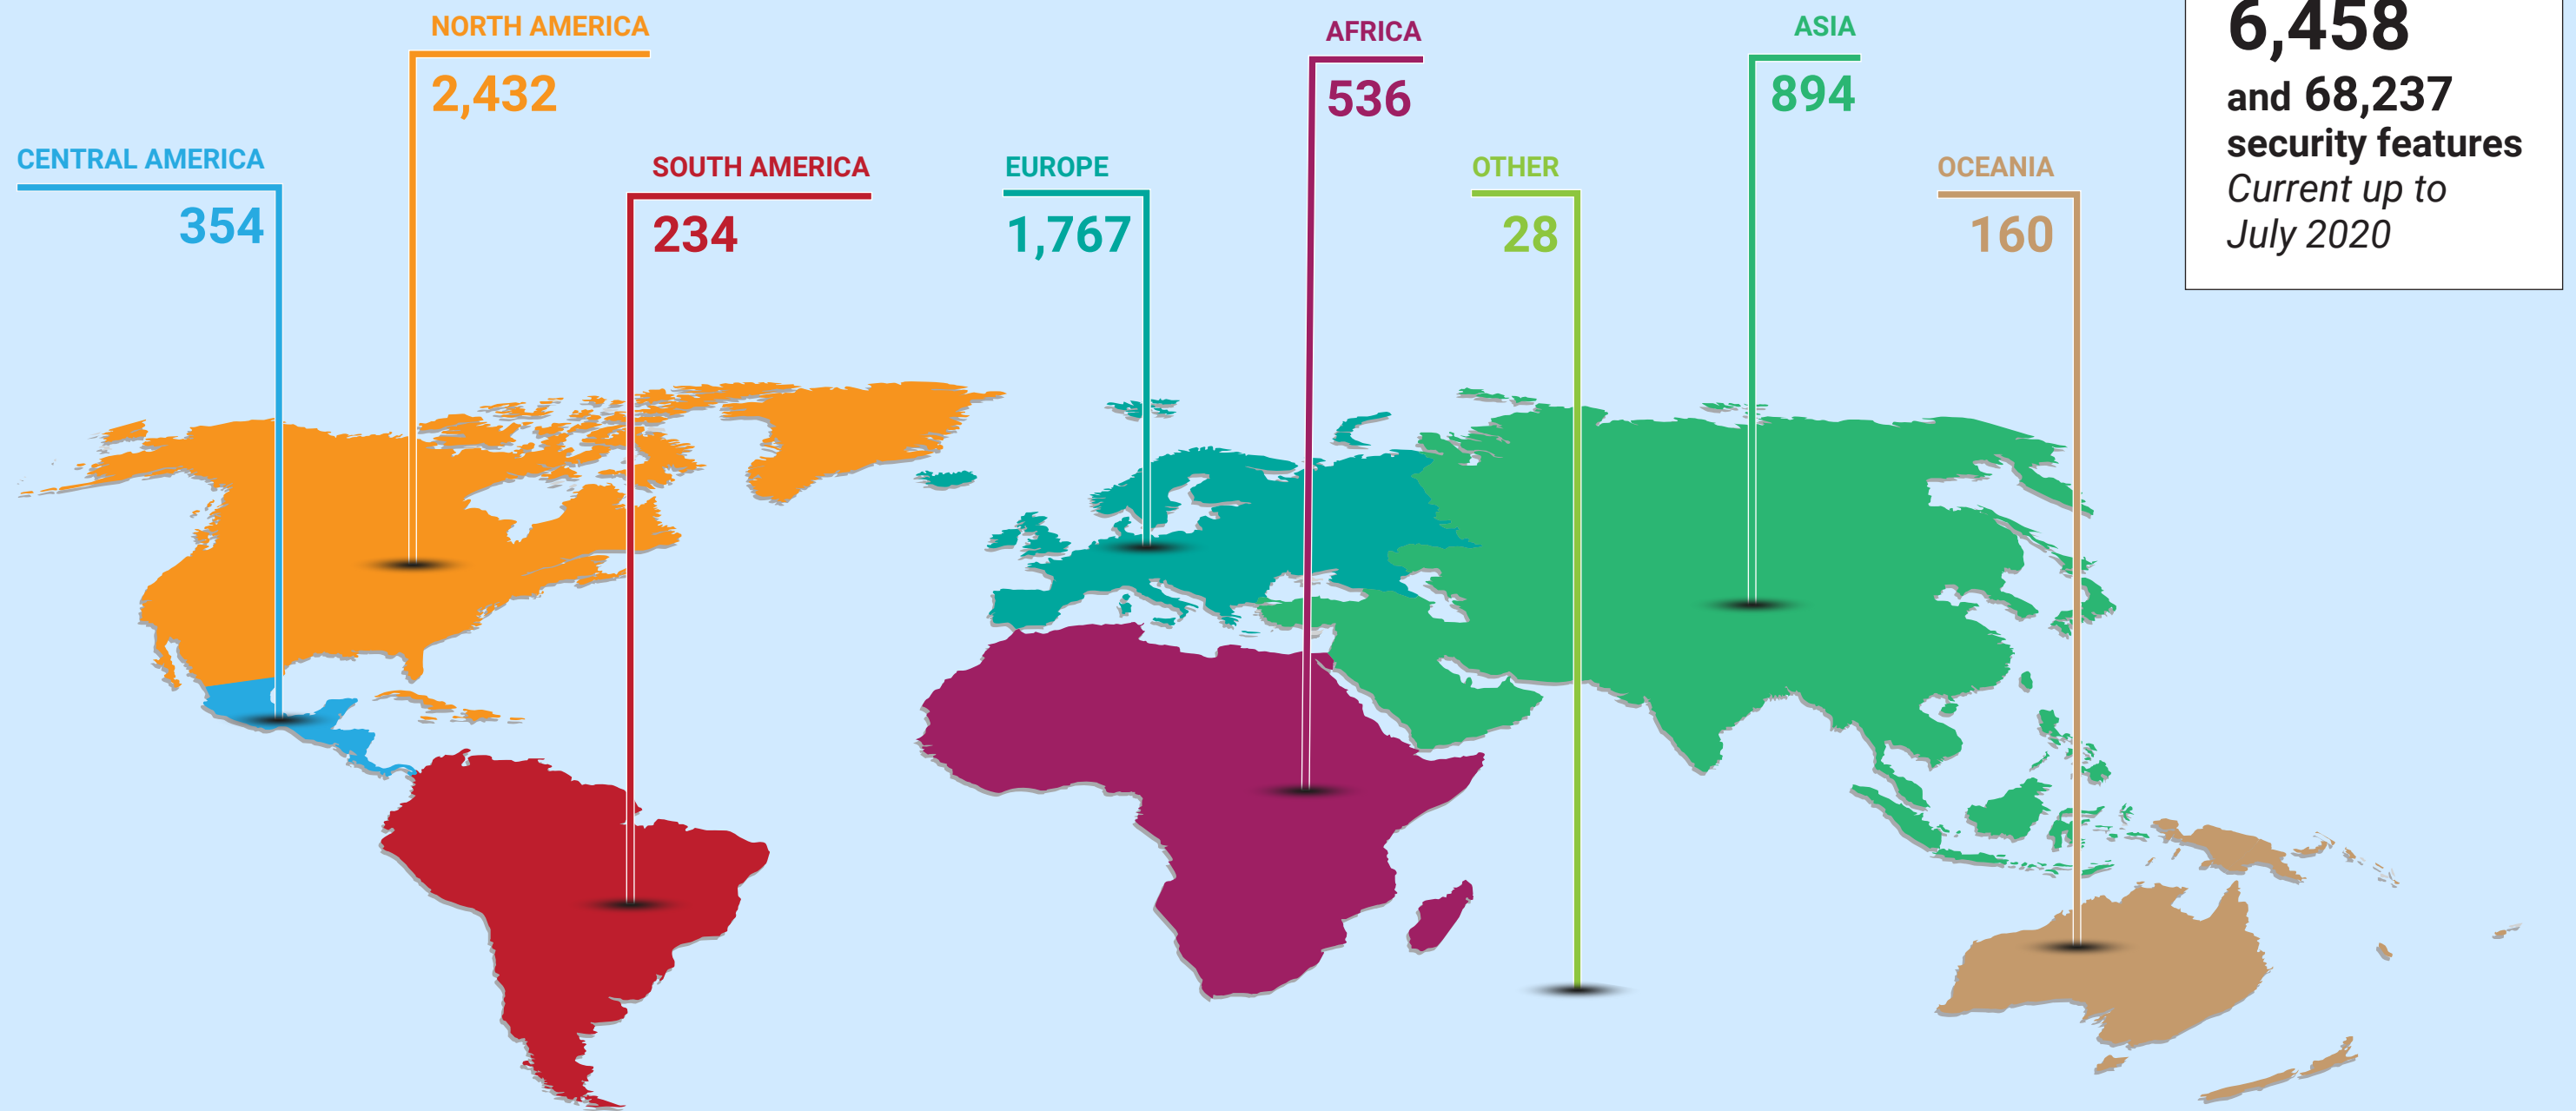 NORTH AMERICA
2,432
AFRICA
536
ASIA
894
6,458
and 68,237
security features
Current up to
July 2020
CENTRAL AMERICA
354
SOUTH AMERICA
234
EUROPE
1,767
OTHER
28
OCEANIA
160